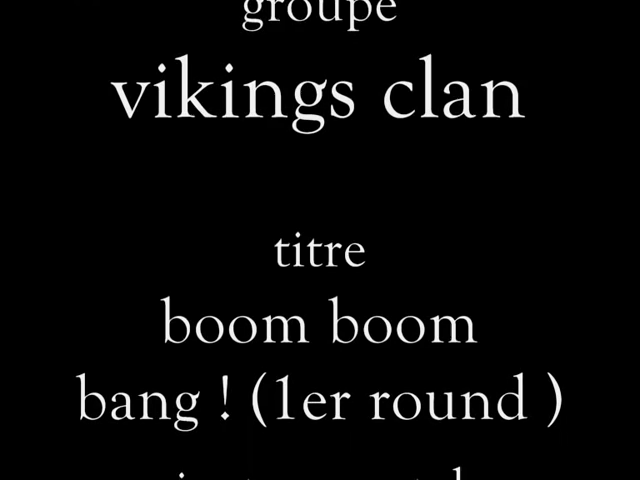 groupe
vikings clan
titre
boom boom
bang ! (1er round )